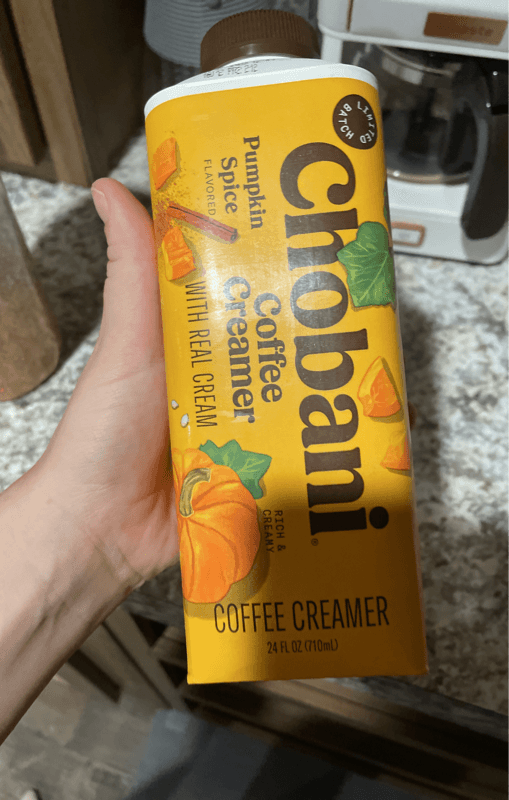 LIMITED
BATCH
Chobani®
Pumpkin
Spice
FLAVORED
Coffee
Creamer
WITH REAL CREAM
RICH &
CREAMY
COFFEE CREAMER
24 FL OZ (710mL)